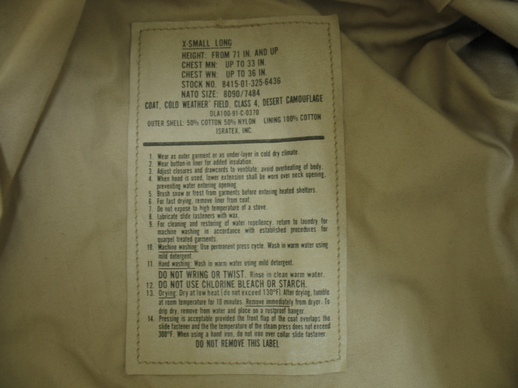 X-SMALL LONG
HEIGHT: FROM 71 IN. AND UP
CHEST MN: UP TO 33 IN.
CHEST WN: UP TO 36 IN.
STOCK NO. 8415-01-325-6436
NATO SIZE: 8090/7484
COAT, COLD WEATHER FIELD, CLASS 4, DESERT CAMOUFLAGE
DLA100-91-C-0370
OUTER SHELL: 50% COTTON 50% NYLON LINING 100% COTTON
ISRATEX, INC.
1. Wear as outer garment or as under-layer in cold dry climate.
2. Wear button-in liner for added insulation.
3. Adjust closures and drawcords to ventilate; avoid overheating of body.
4. When hood is used, lower extension shall be worn over neck opening,
preventing water entering opening.
5. Brush snow or frost from garments before entering heated shelters.
6. For fast drying, remove liner from coat.
7. Do not expose to high temperature of a stove.
8. Lubricate slide fasteners with wax.
9. For cleaning and restoring of water repellency, return to laundry for
machine washing in accordance with established procedures for
quarpel treated garments.
10. Machine washing: Use permanent press cycle. Wash in warm water using
mild detergent.
11. Hand washing: Wash in warm water using mild detergent.
DO NOT WRING OR TWIST. Rinse in clean warm water.
12. DO NOT USE CHLORINE BLEACH OR STARCH.
13. Drying: Dry at low heat (do not exceed 130°F). After drying, tumble
at room temperature for 10 minutes. Remove immediately from dryer. To
drip dry, remove from water and place on a rustproof hanger.
14. Pressing is acceptable provided the front flap of the coat overlaps the
slide fastener and the the temperature of the steam press does not exceed
300°F. When using a hand iron, do not iron over collar slide fastener.
DO NOT REMOVE THIS LABEL